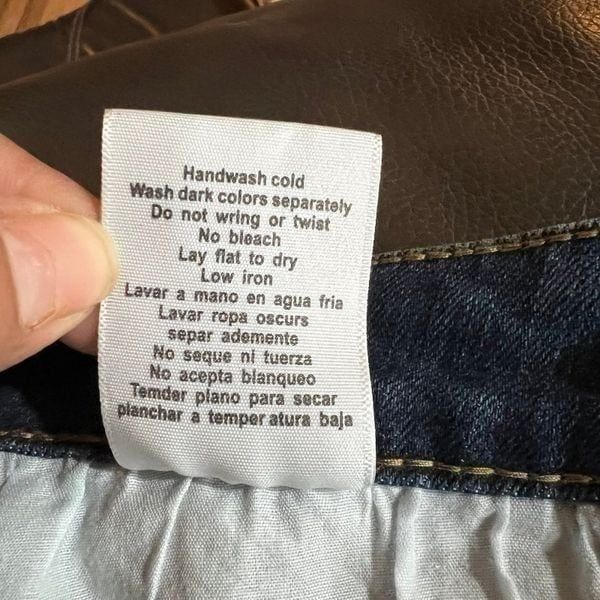 Handwash cold
Wash dark colors separately
Do not wring or twist
No bleach
Lay flat to dry
Low iron
Lavar a mano en agua fria
Lavar ropa oscurs
separ ademente
No seque ni tuerza
No acepta blanqueo
Temdar plano para secar
planchar a temper atura baja